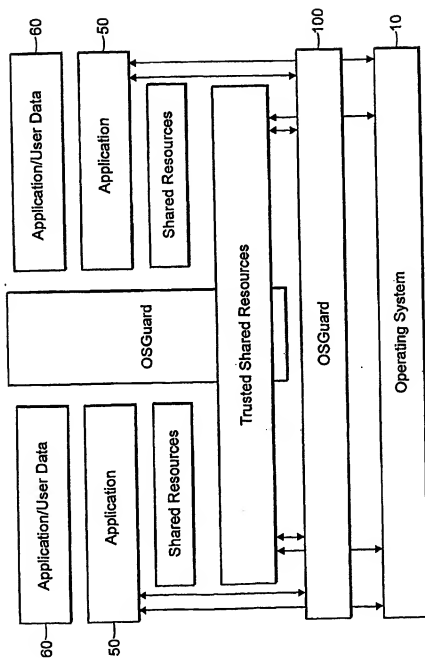 60
Application/User Data
Application/User Data
60
50
Application
Application
50
Shared Resources
OSGuard
Shared Resources
Trusted Shared Resources
OSGuard
100
Operating System
10